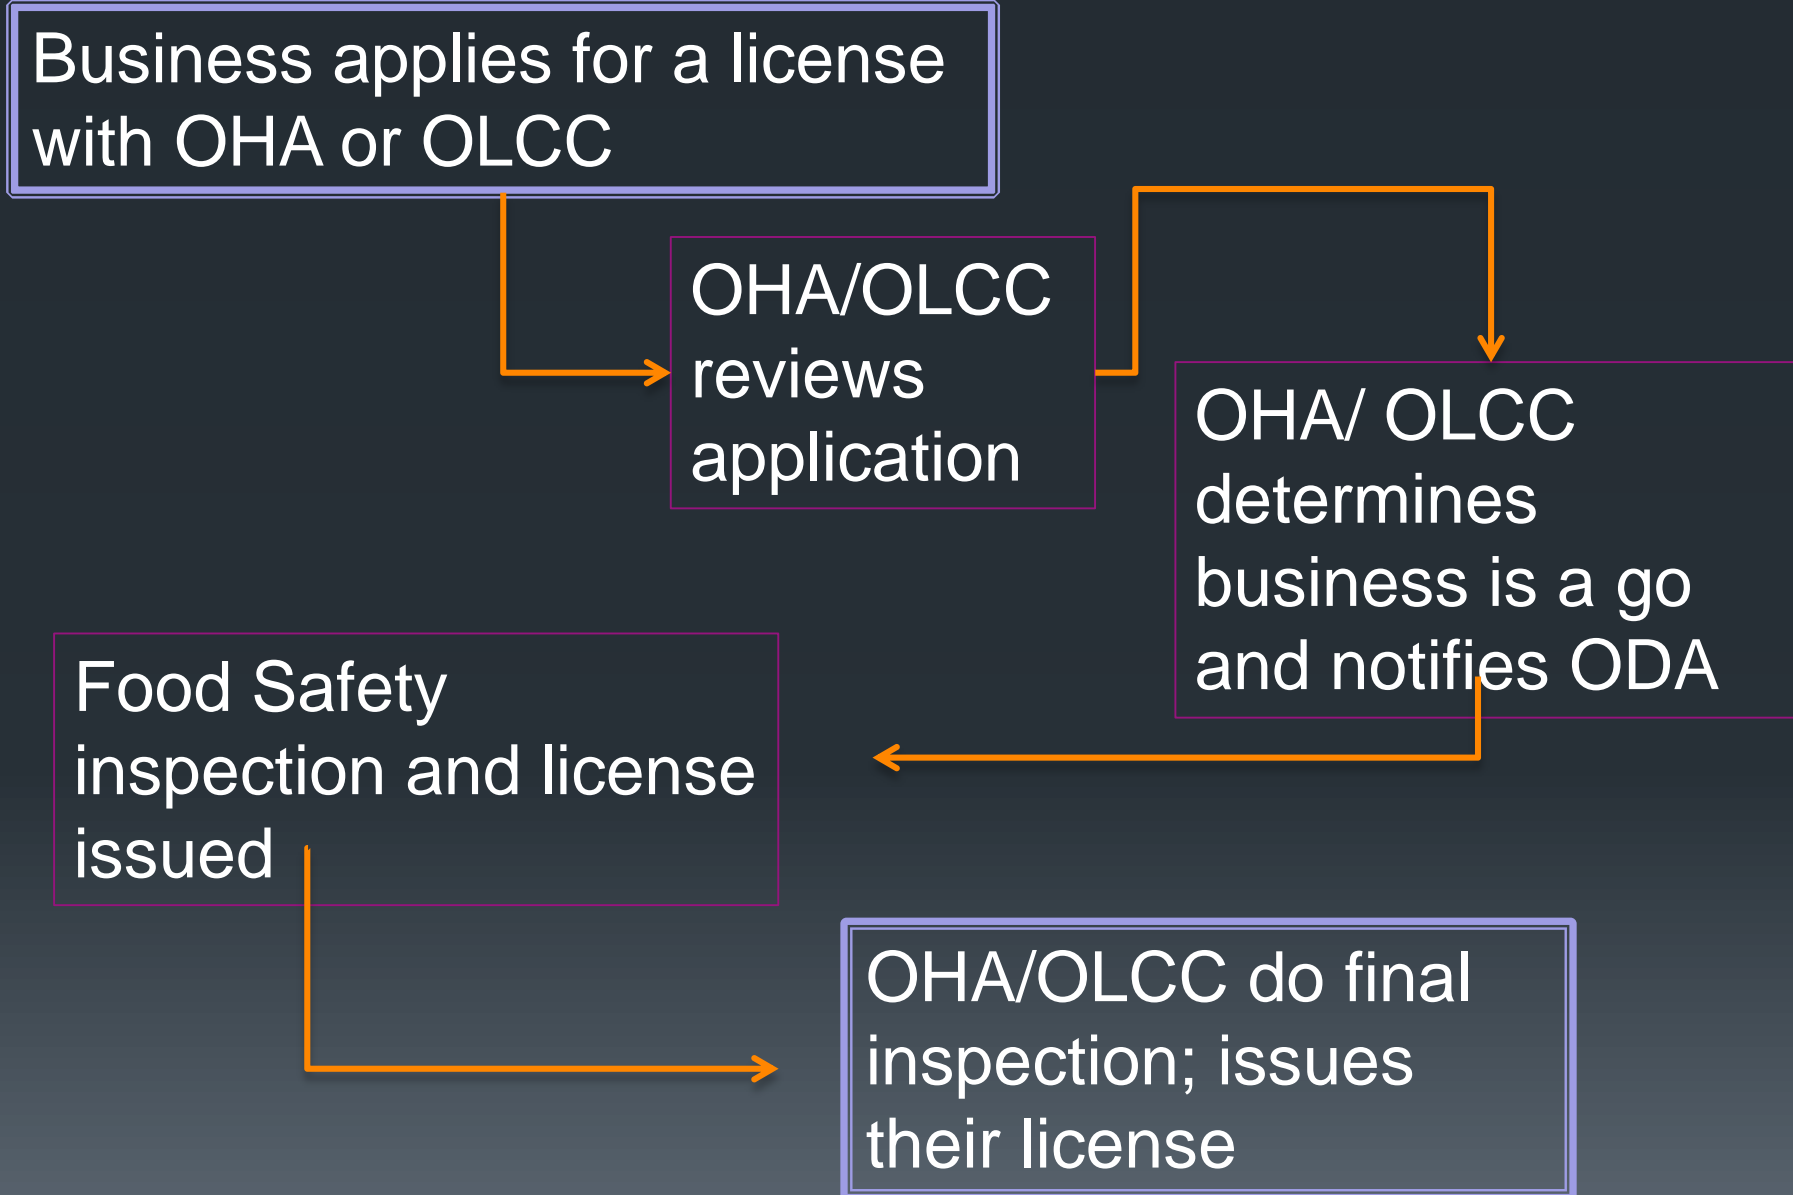 Business applies for a license
with OHA or OLCC
OHA/OLCC
reviews
application
OHA/ OLCC
determines
business is a go
and notifies ODA
Food Safety
inspection and license
issued
OHA/OLCC do final
inspection; issues
their license